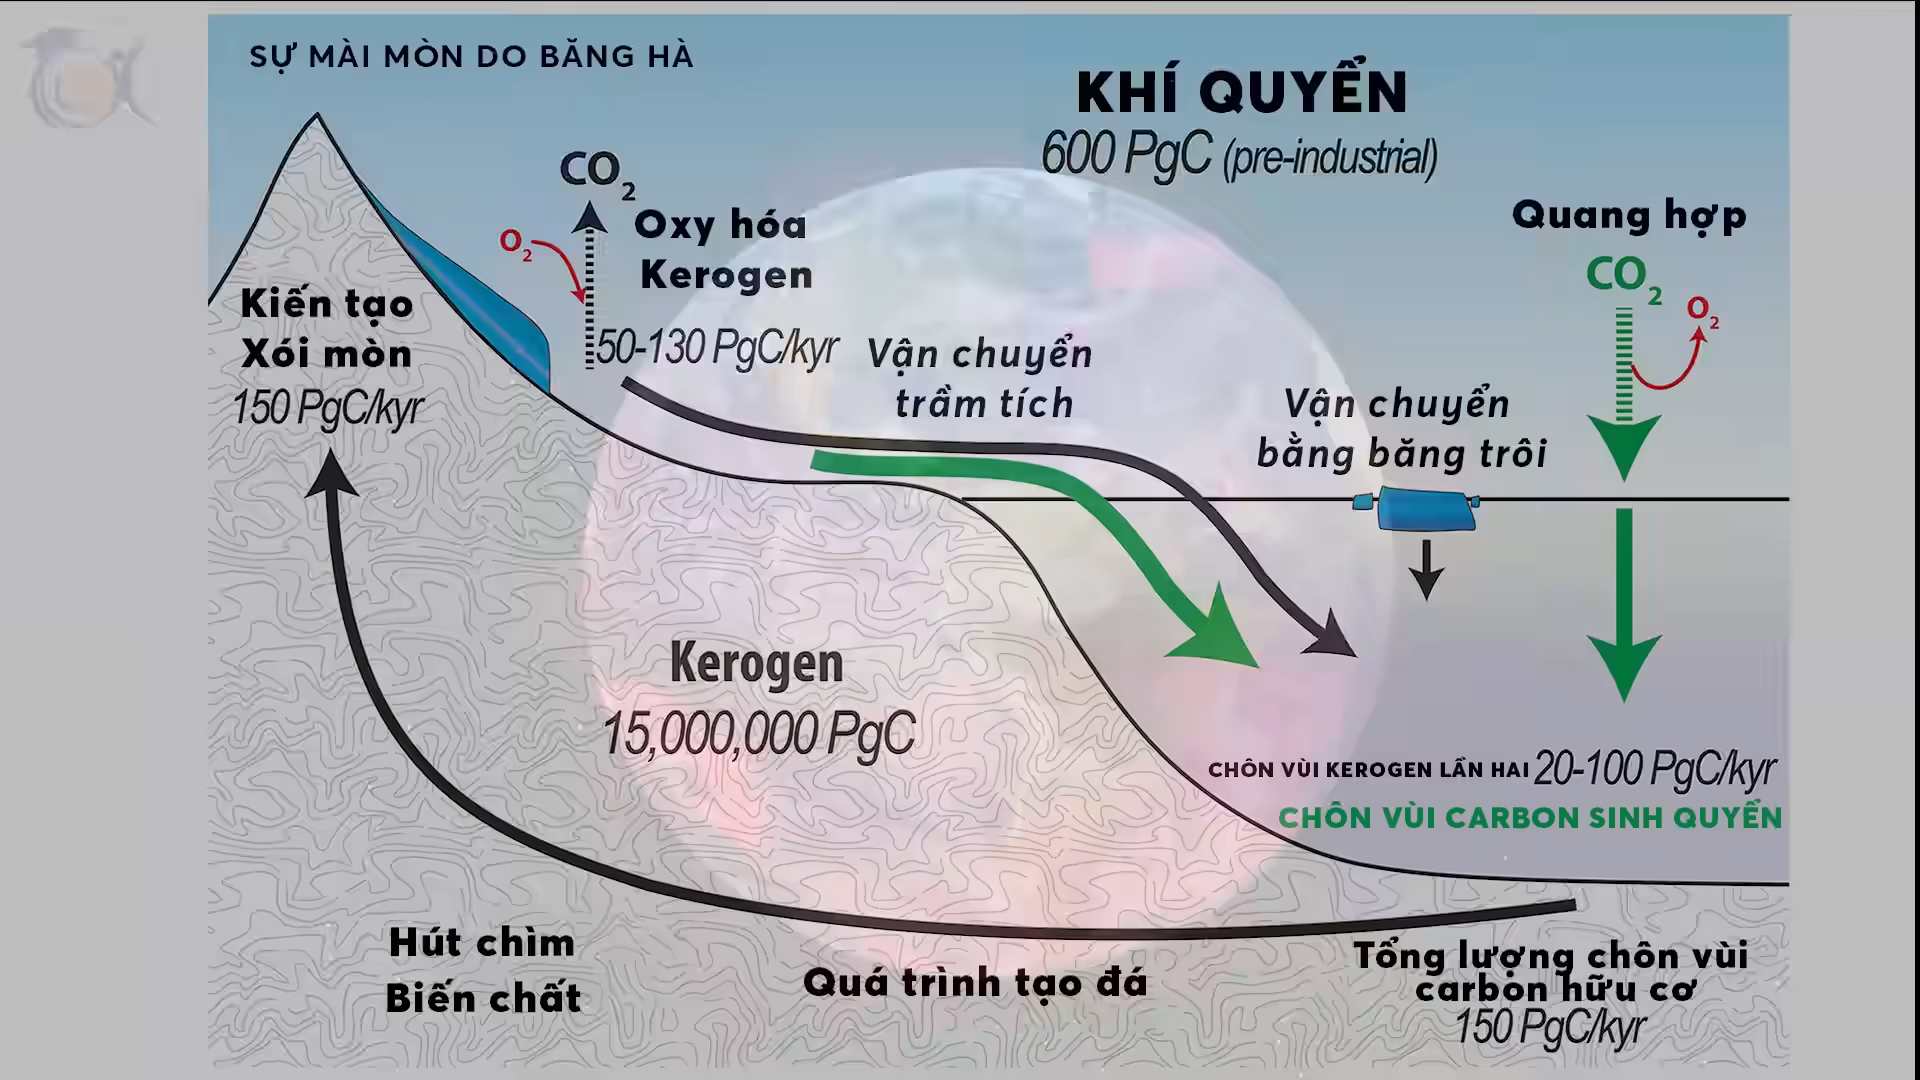 SỰ MÀI MÒN DO BĂNG HÀ
KHÍ QUYỂN
600 PgC (pre-industrial)
CO2
O2
Oxy hóa
Kerogen
50-130 PgC/kyr
Quang hợp
CO2
O2
Kiến tạo
Xói mòn
150 PgC/kyr
Vận chuyển
trầm tích
Vận chuyển
bằng băng trôi
Kerogen
15,000,000 PgC
CHÔN VÙI KEROGEN LẦN HAI 20-100 PgC/kyr
CHÔN VÙI CARBON SINH QUYỂN
Hút chìm
Biến chất
Quá trình tạo đá
Tổng lượng chôn vùi
carbon hữu cơ
150 PgC/kyr